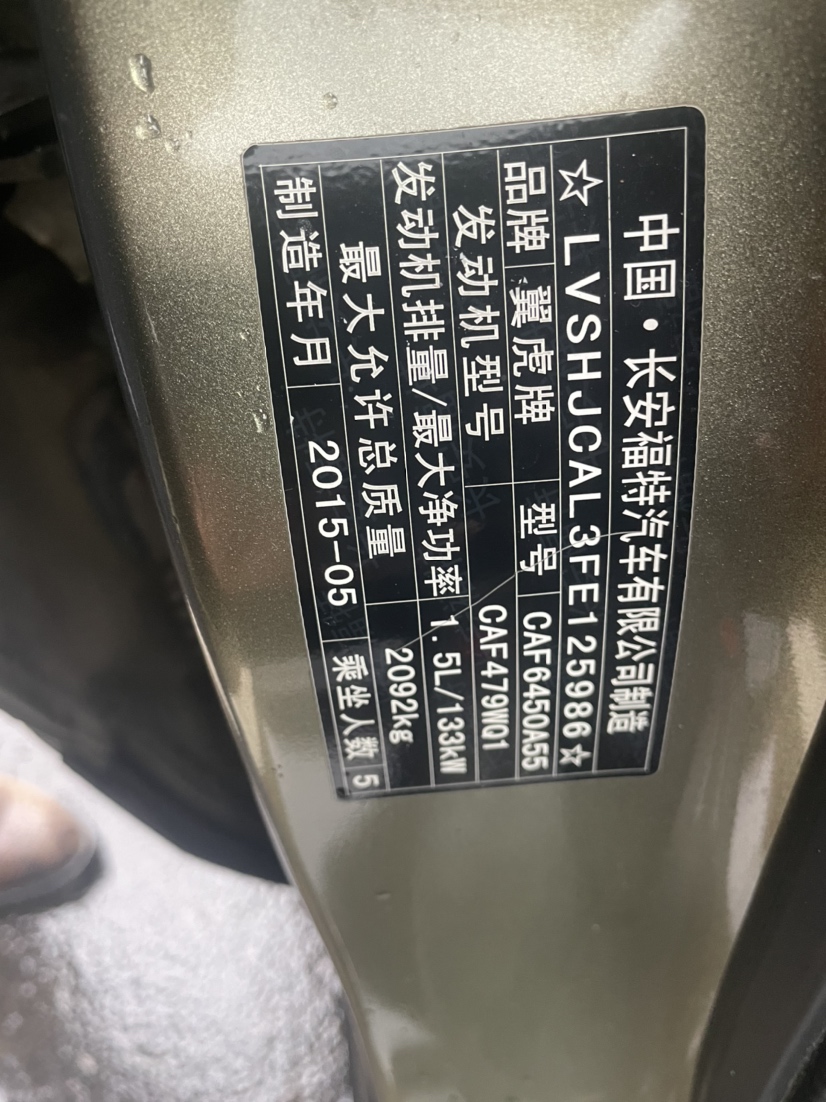 中国·长安福特汽车有限公司制造
☆LVSHJCAL3FE125986☆
品牌 翼虎牌 型号 CAF6450A55
发动机型号 CAF479WQ1
发动机排量/最大净功率 1.5L/133kW
最大允许总质量 2092kg
制造年月 2015-05 乘坐人数 5